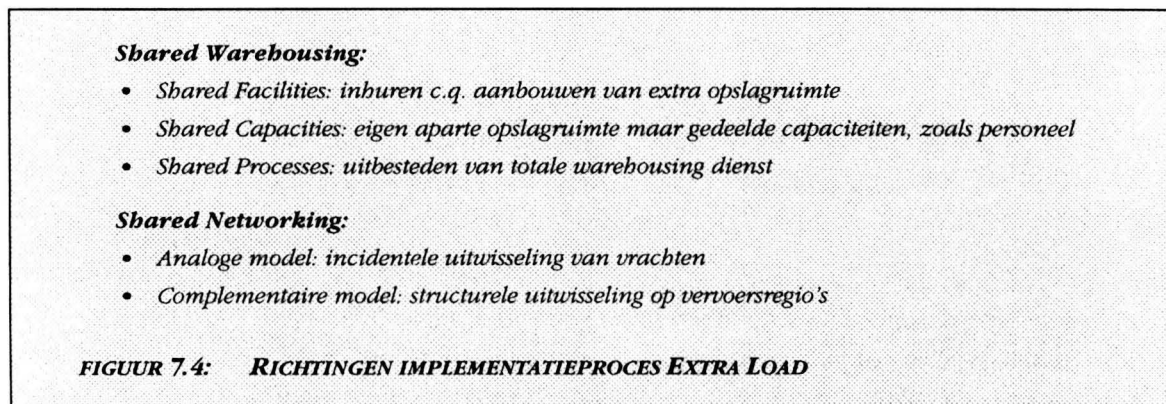 Shared Warehousing:
• Shared Facilities: inhuren c.q. aanbouwen van extra opslagruimte
• Shared Capacities: eigen aparte opslagruimte maar gedeelde capaciteiten, zoals personeel
• Shared Processes: uitbesteden van totale warehousing dienst
Shared Networking:
• Analoge model: incidentele uitwisseling van vrachten
• Complementaire model: structurele uitwisseling op vervoersregio's
FIGUUR 7.4: RICHTINGEN IMPLEMENTATIEPROCES EXTRA LOAD